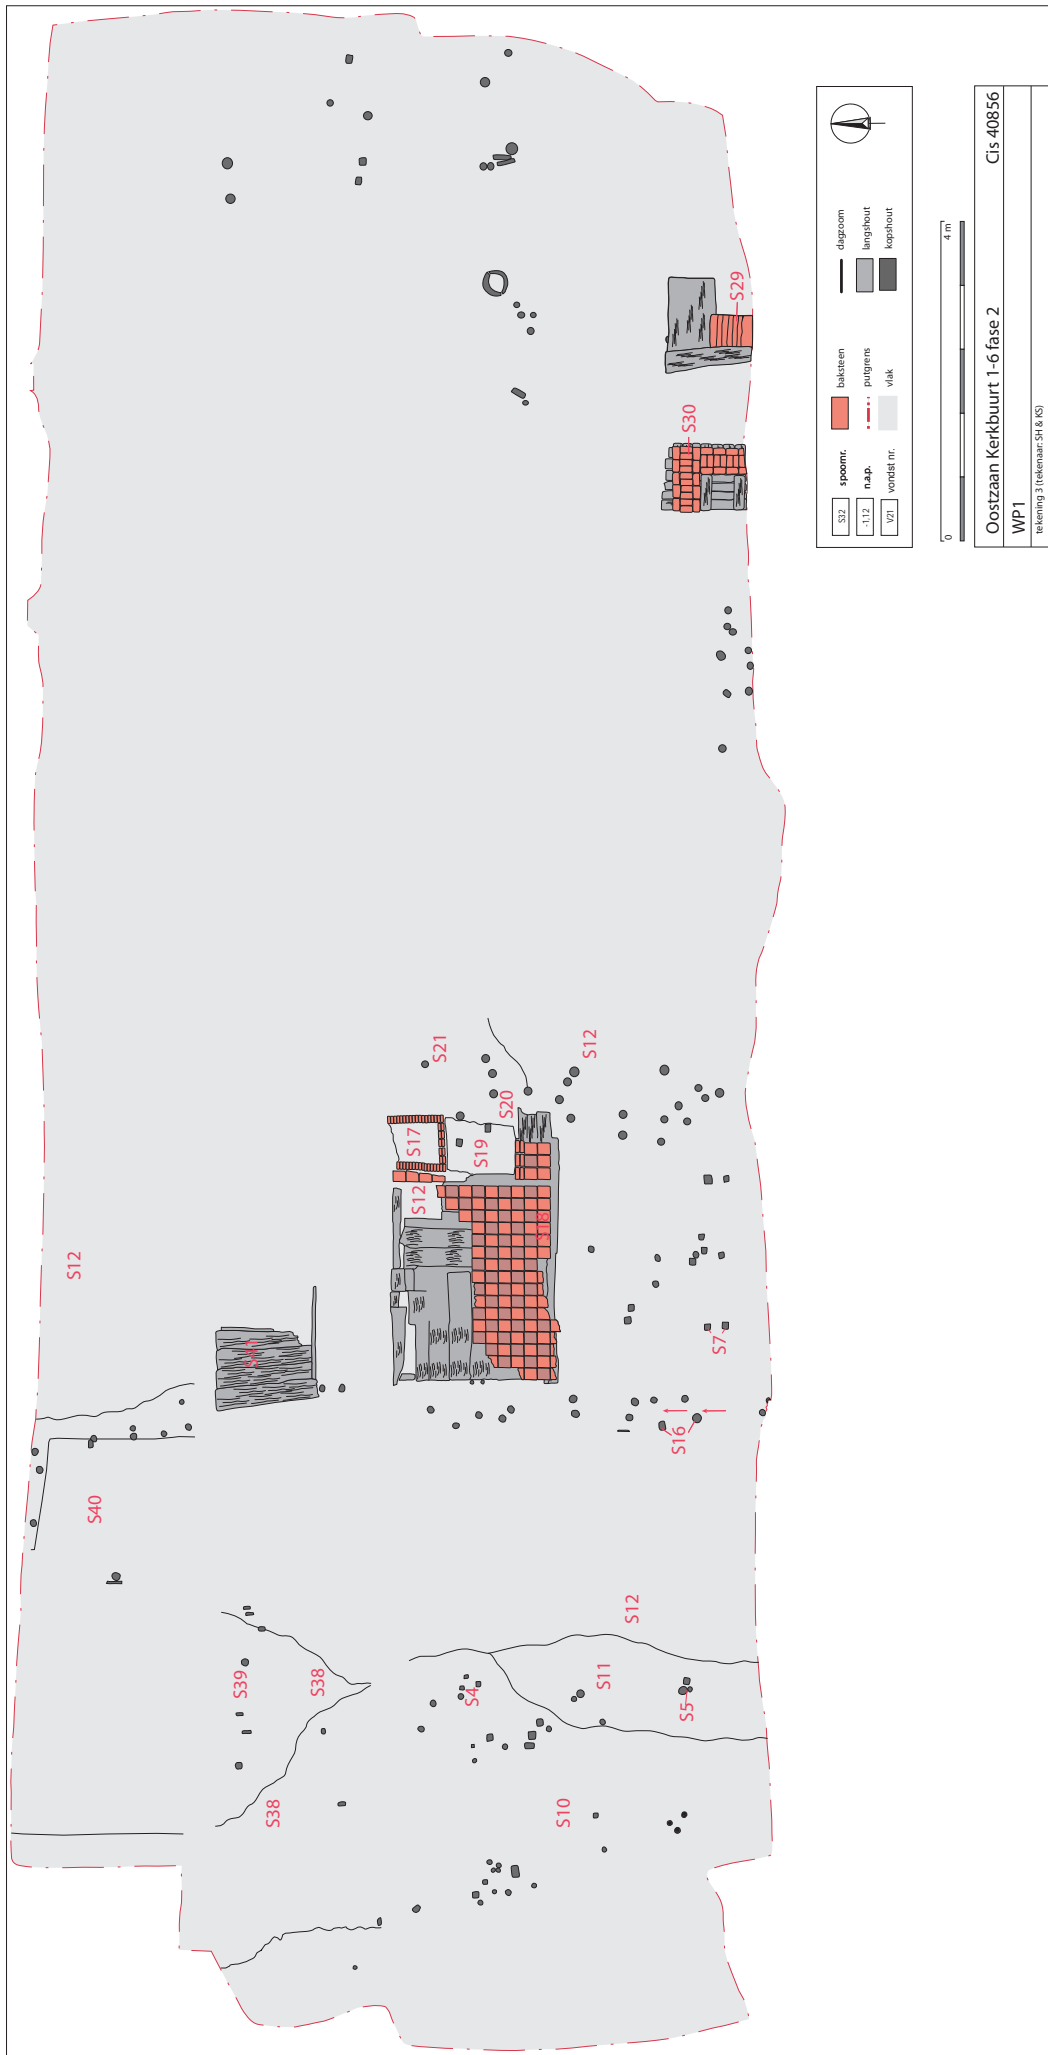 S29
S30
S21
S12
S20
S17
S19
S12
S18
S12
S41
S7
S16
S40
S12
S39
S38
S11
S4
S5
S38
S10
S32 spoornr.
-1,12 n.a.p.
V21 vondst nr.
baksteen
putgrens
vlak
dagzoom
langshout
kopshout
0 4 m
Oostzaan Kerkbuurt 1-6 fase 2 Cis 40856
WP1
tekening 3 (tekenaar: SH & KS)